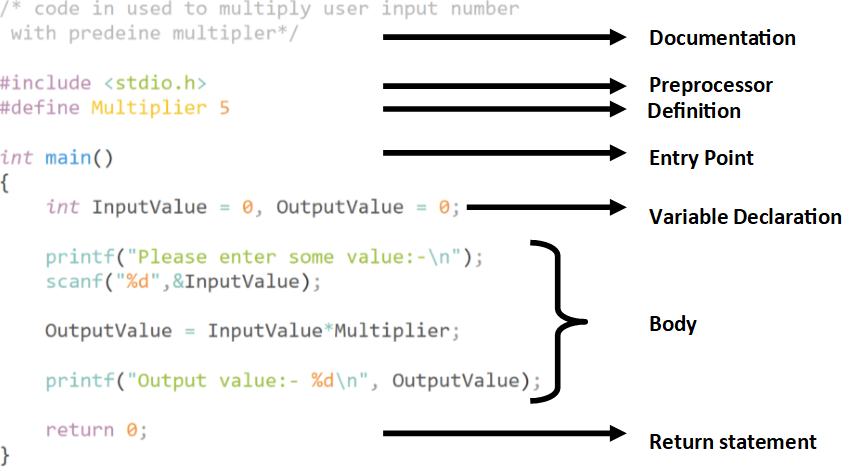 /* code in used to multiply user input number
with predeine multipler*/
Documentation
#include <stdio.h>
Preprocessor
#define Multiplier 5
Definition
int main()
Entry Point
{
int InputValue = 0, OutputValue = 0;
Variable Declaration
printf("Please enter some value:-\n");
scanf("%d",&InputValue);
OutputValue = InputValue*Multiplier;
Body
printf("Output value:- %d\n", OutputValue);
return 0;
Return statement
}